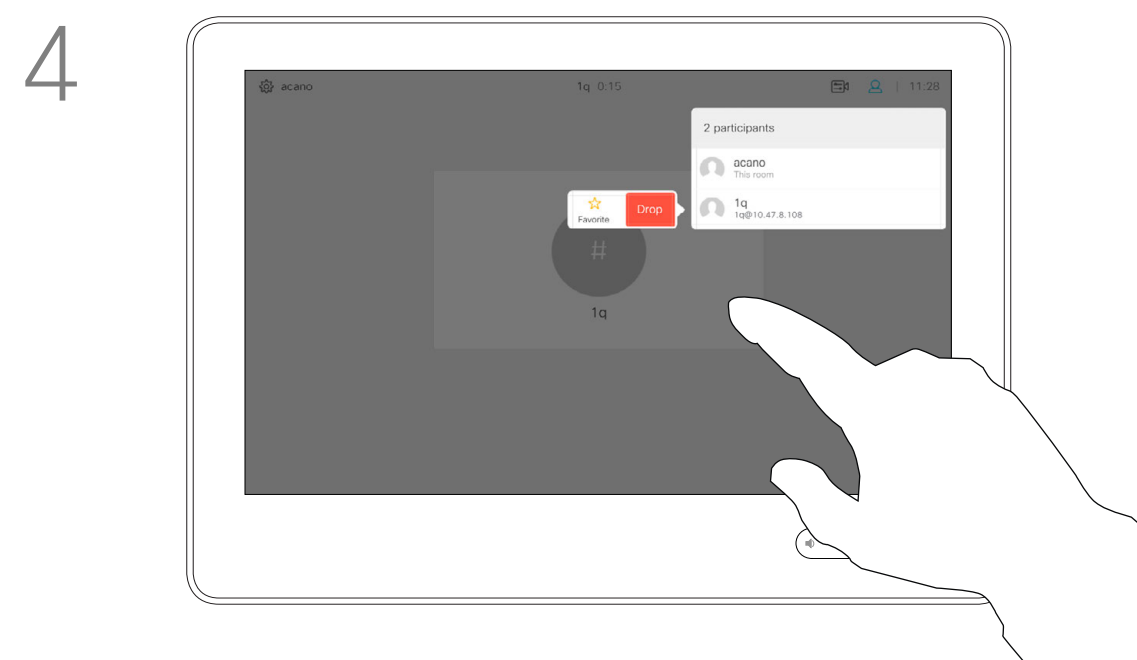 4
acano
1q 0:15
11:28
2 participants
acano
This room
Favorite
Drop
1q
1q@10.47.8.108
#
1q